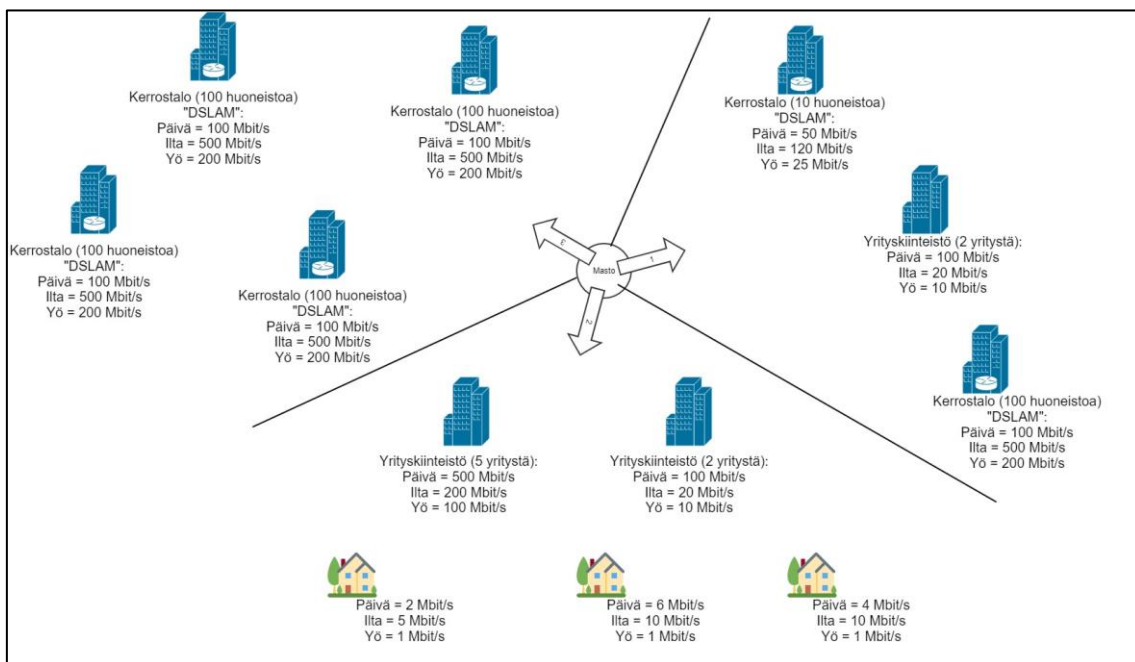 Kerrostalo (100 huoneistoa)
"DSLAM":
Päivä = 100 Mbit/s
Ilta = 500 Mbit/s
Yö = 200 Mbit/s
Kerrostalo (100 huoneistoa)
"DSLAM":
Päivä = 100 Mbit/s
Ilta = 500 Mbit/s
Yö = 200 Mbit/s
Kerrostalo (10 huoneistoa)
"DSLAM":
Päivä = 50 Mbit/s
Ilta = 120 Mbit/s
Yö = 25 Mbit/s
Kerrostalo (100 huoneistoa)
"DSLAM":
Päivä = 100 Mbit/s
Ilta = 500 Mbit/s
Yö = 200 Mbit/s
Kerrostalo (100 huoneistoa)
"DSLAM":
Päivä = 100 Mbit/s
Ilta = 500 Mbit/s
Yö = 200 Mbit/s
3
Masto
1
2
Yrityskiinteistö (2 yritystä):
Päivä = 100 Mbit/s
Ilta = 20 Mbit/s
Yö = 10 Mbit/s
Kerrostalo (100 huoneistoa)
"DSLAM":
Päivä = 100 Mbit/s
Ilta = 500 Mbit/s
Yö = 200 Mbit/s
Yrityskiinteistö (5 yritystä):
Päivä = 500 Mbit/s
Ilta = 200 Mbit/s
Yö = 100 Mbit/s
Yrityskiinteistö (2 yritystä):
Päivä = 100 Mbit/s
Ilta = 20 Mbit/s
Yö = 10 Mbit/s
Päivä = 2 Mbit/s
Ilta = 5 Mbit/s
Yö = 1 Mbit/s
Päivä = 6 Mbit/s
Ilta = 10 Mbit/s
Yö = 1 Mbit/s
Päivä = 4 Mbit/s
Ilta = 10 Mbit/s
Yö = 1 Mbit/s